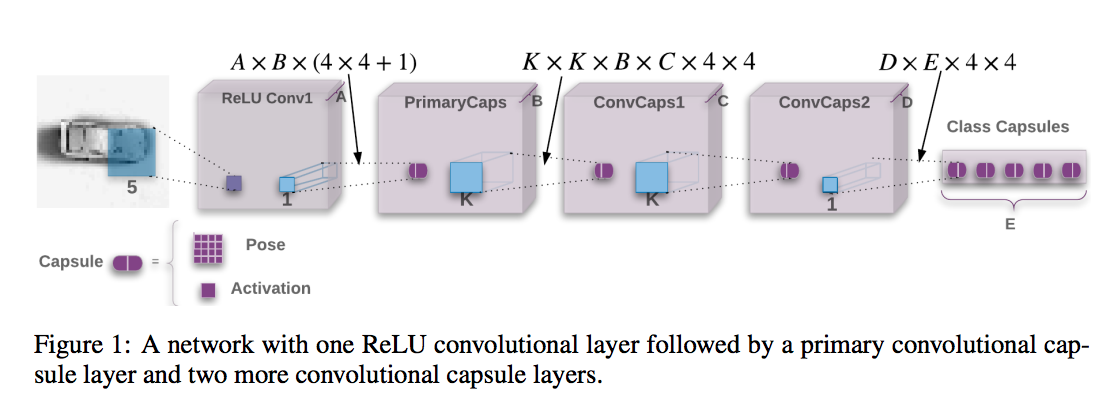 A × B × (4 × 4 + 1)
K × K × B × C × 4 × 4
D × E × 4 × 4
ReLU Conv1
A
PrimaryCaps
B
ConvCaps1
C
ConvCaps2
D
Class Capsules
5
1
K
K
1
E
Capsule
=
Pose
Activation
Figure 1: A network with one ReLU convolutional layer followed by a primary convolutional cap-
sule layer and two more convolutional capsule layers.